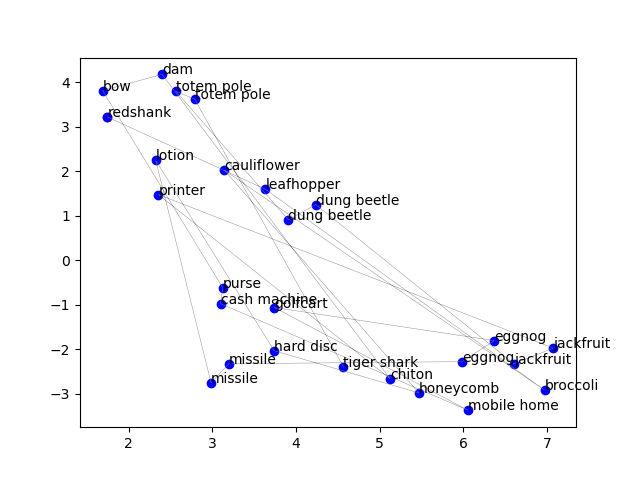 dam
bow
totem pole
totem pole
redshank
lotion
cauliflower
leafhopper
printer
dung beetle
dung beetle
purse
cash machine
golfcart
eggnog
jackfruit
hard disc
missile
tiger shark
eggnog
jackfruit
missile
chiton
honeycomb
broccoli
mobile home
4
3
2
1
0
−1
−2
−3
2
3
4
5
6
7